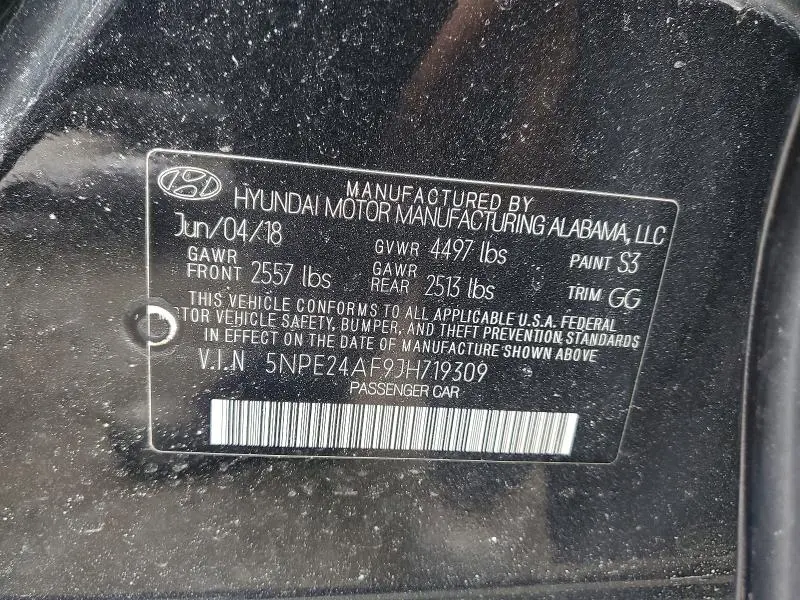 MANUFACTURED BY
HYUNDAI MOTOR MANUFACTURING ALABAMA, LLC
Jun/04/18 GVWR 4497 lbs PAINT S3
GAWR FRONT 2557 lbs GAWR REAR 2513 lbs TRIM GG
THIS VEHICLE CONFORMS TO ALL APPLICABLE U.S.A. FEDERAL
TOR VEHICLE SAFETY, BUMPER, AND THEFT PREVENTION STANDARDS
IN EFFECT ON THE DATE OF MANUFACTURE SHOWN ABOVE
V.I.N 5NPE24AF9JH719309
PASSENGER CAR